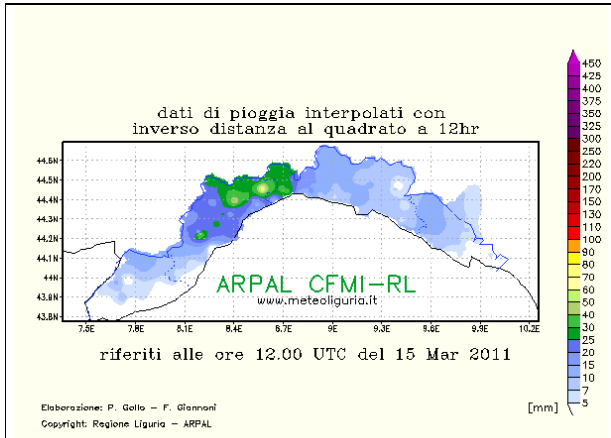 dati di pioggia interpolati con
inverso distanza al quadrato a 12hr
44.6N
44.5N
44.4N
44.3N
44.2N
44.1N
44N
43.9N
43.8N
7.5E 7.8E 8.1E 8.4E 8.7E 9E 9.3E 9.6E 9.9E 10.2E
ARPAL CFMI-RL
www.meteoliguria.it
riferiti alle ore 12.00 UTC del 15 Mar 2011
450
425
400
375
350
325
300
250
220
200
170
150
130
110
100
90
80
70
60
50
40
30
25
20
15
10
7
5
[mm]
Elaborazione: P. Gollo - F. Giannoni
Copyright: Regione Liguria - ARPAL